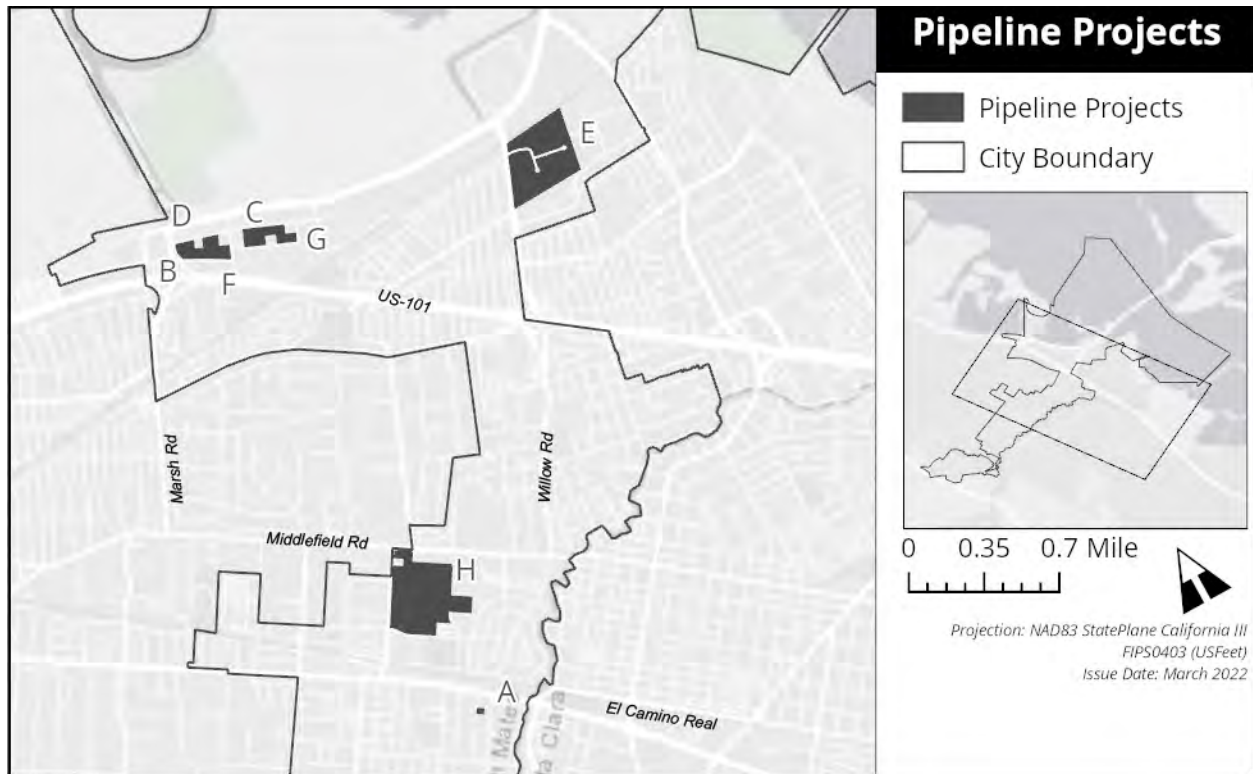 Pipeline Projects
Pipeline Projects
City Boundary
0 0.35 0.7 Mile
Projection: NAD83 StatePlane California III
FIPS0403 (USFeet)
Issue Date: March 2022
E
D
C
G
B
F
US-101
Marsh Rd
Willow Rd
Middlefield Rd
H
A
El Camino Real